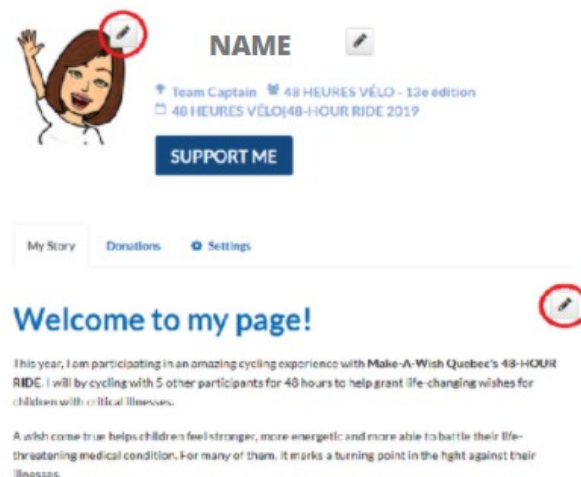 NAME
Team Captain 48 HEURES VÉLO - 13e édition
48 HEURES VÉLO|48-HOUR RIDE 2019
SUPPORT ME
My Story Donations Settings
Welcome to my page!
This year, I am participating in an amazing cycling experience with Make-A-Wish Quebec's 48-HOUR
RIDE. I will by cycling with 5 other participants for 48 hours to help grant life-changing wishes for
children with critical illnesses.
A wish come true helps children feel stronger, more energetic and more able to battle their life-
threatening medical condition. For many of them, it marks a turning point in the fight against their
illnesses.